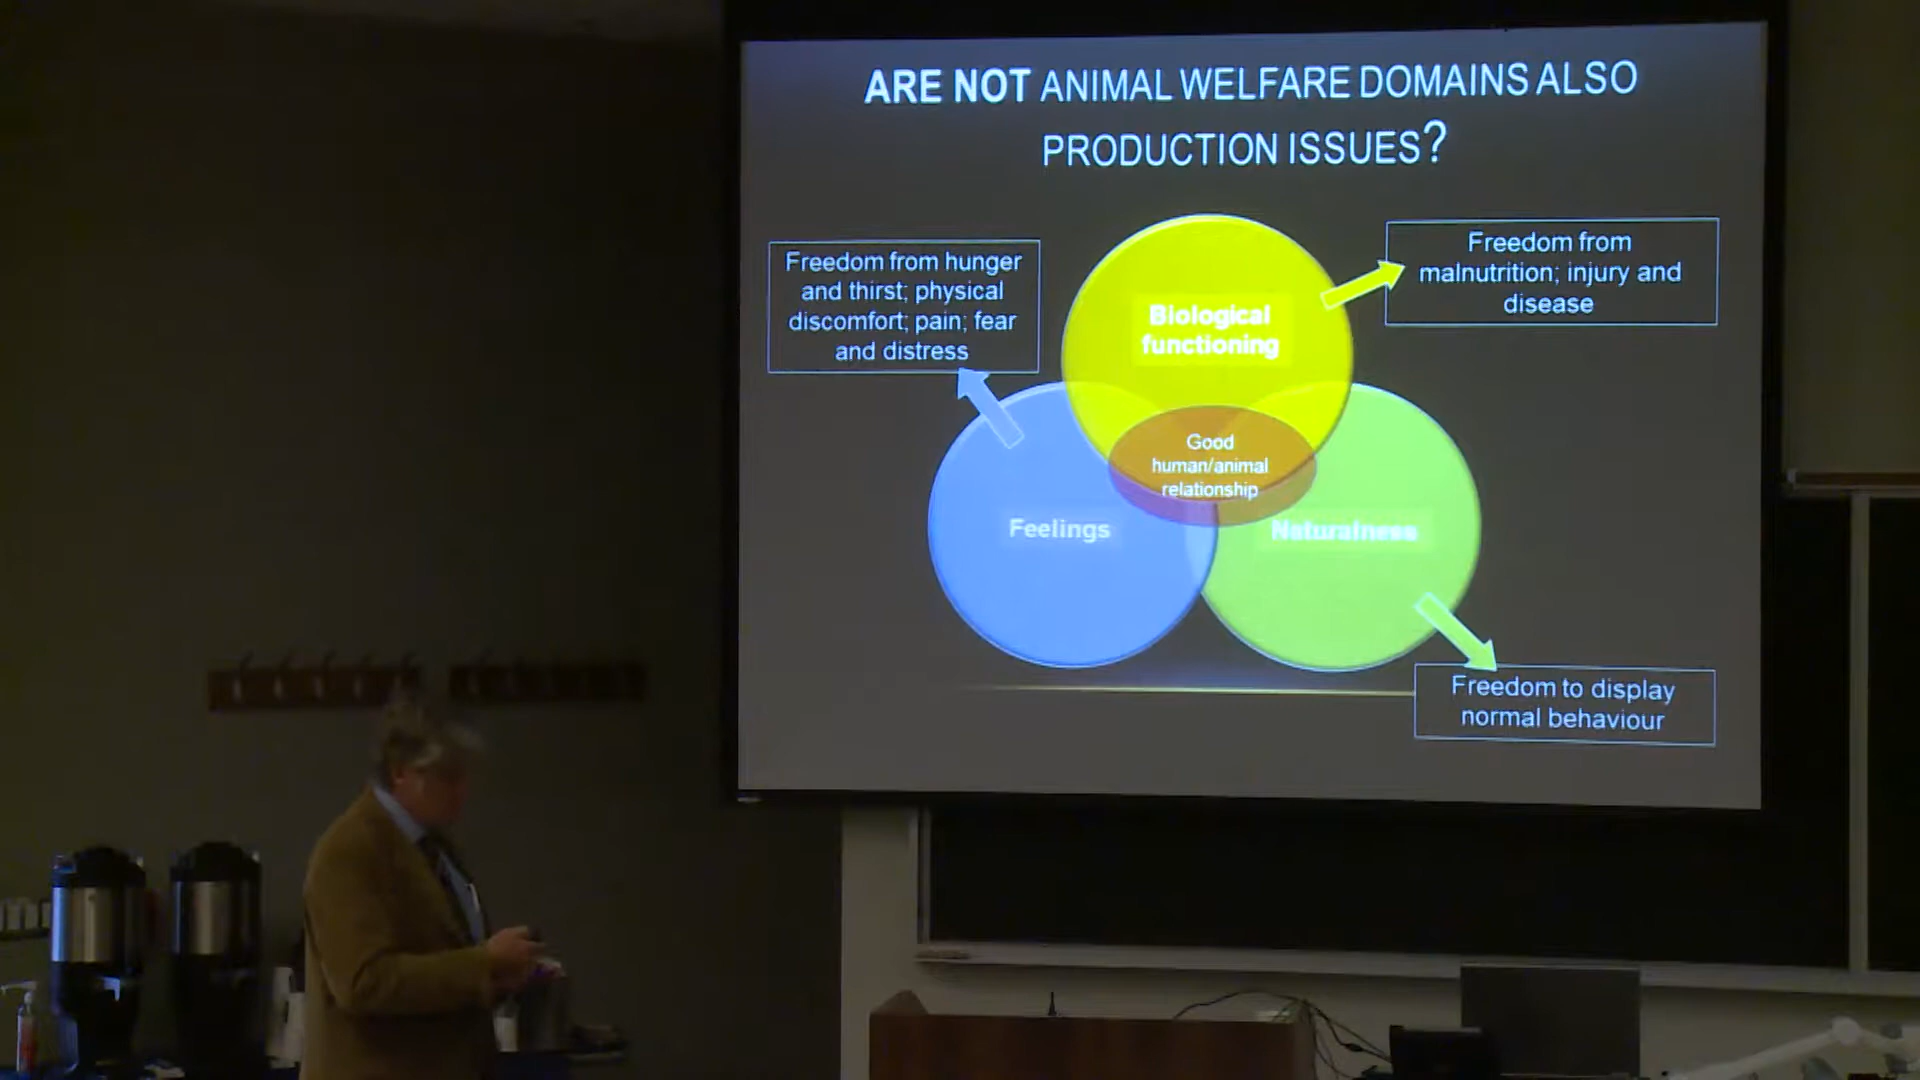 ARE NOT ANIMAL WELFARE DOMAINS ALSO
PRODUCTION ISSUES?
Freedom from hunger
and thirst; physical
discomfort; pain; fear
and distress
Biological
functioning
Freedom from
malnutrition; injury and
disease
Good
human/animal
relationship
Feelings
Naturalness
Freedom to display
normal behaviour